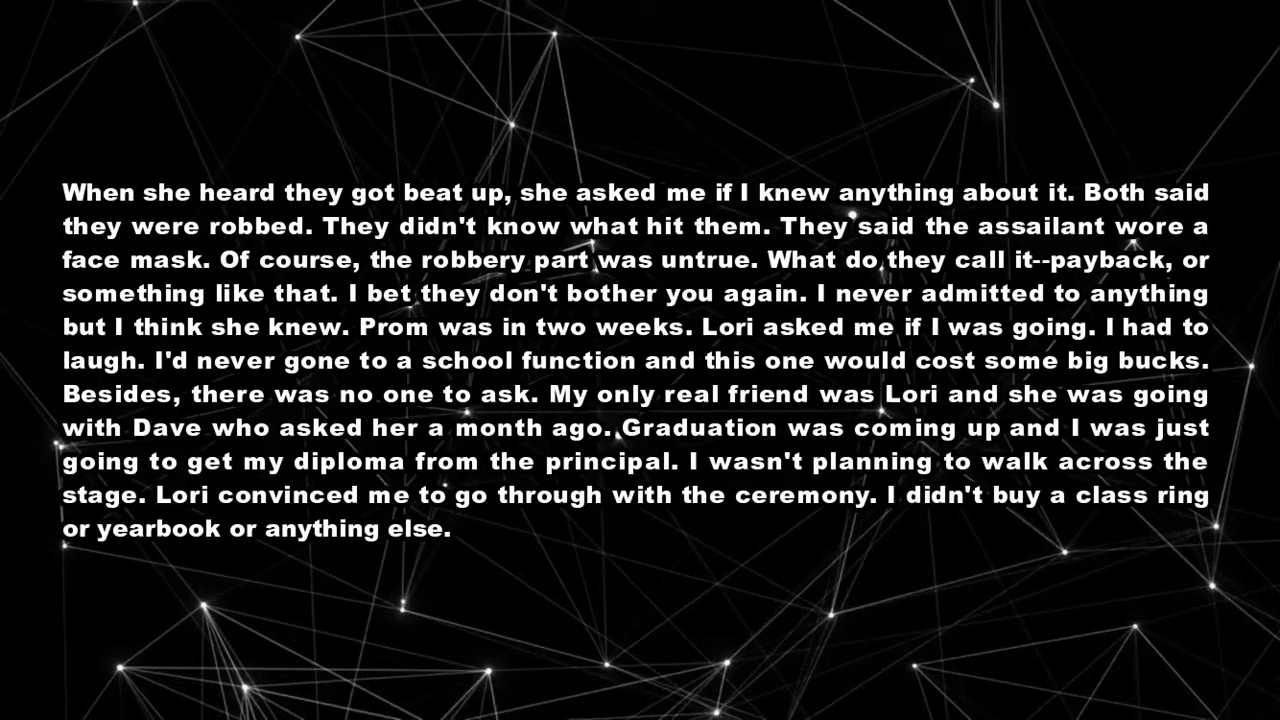 When she heard they got beat up, she asked me if I knew anything about it. Both said
they were robbed. They didn't know what hit them. They said the assailant wore a
face mask. Of course, the robbery part was untrue. What do they call it--payback, or
something like that. I bet they don't bother you again. I never admitted to anything
but I think she knew. Prom was in two weeks. Lori asked me if I was going. I had to
laugh. I'd never gone to a school function and this one would cost some big bucks.
Besides, there was no one to ask. My only real friend was Lori and she was going
with Dave who asked her a month ago. Graduation was coming up and I was just
going to get my diploma from the principal. I wasn't planning to walk across the
stage. Lori convinced me to go through with the ceremony. I didn't buy a class ring
or yearbook or anything else.